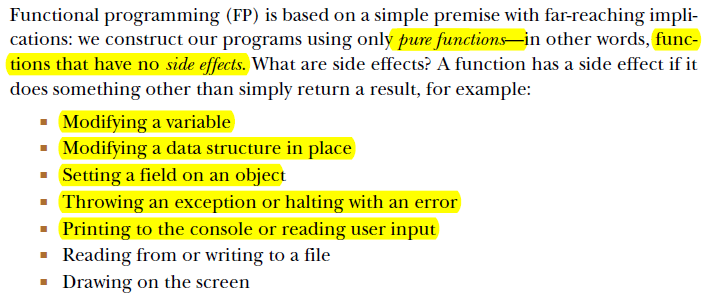 Functional programming (FP) is based on a simple premise with far-reaching impli-
cations: we construct our programs using only pure functions—in other words, func-
tions that have no side effects. What are side effects? A function has a side effect if it
does something other than simply return a result, for example:
■ Modifying a variable
■ Modifying a data structure in place
■ Setting a field on an object
■ Throwing an exception or halting with an error
■ Printing to the console or reading user input
■ Reading from or writing to a file
■ Drawing on the screen